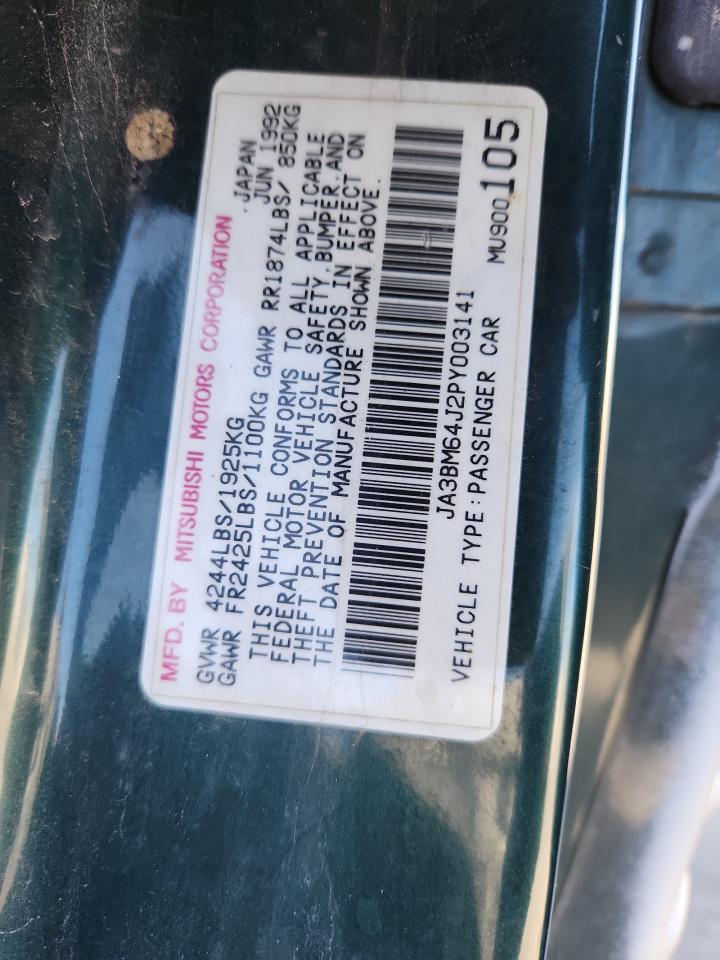 MFD. BY MITSUBISHI MOTORS CORPORATION, JAPAN
GVWR 4244LBS/1925KG JUN 1992
GAWR FR2425LBS/1100KG GAWR RR1874LBS/ 850KG
THIS VEHICLE CONFORMS TO ALL APPLICABLE
FEDERAL MOTOR VEHICLE SAFETY,BUMPER,AND
THEFT PREVENTION STANDARDS IN EFFECT ON
THE DATE OF MANUFACTURE SHOWN ABOVE.
JA3BM64J2PY003141
VEHICLE TYPE:PASSENGER CAR MU900105